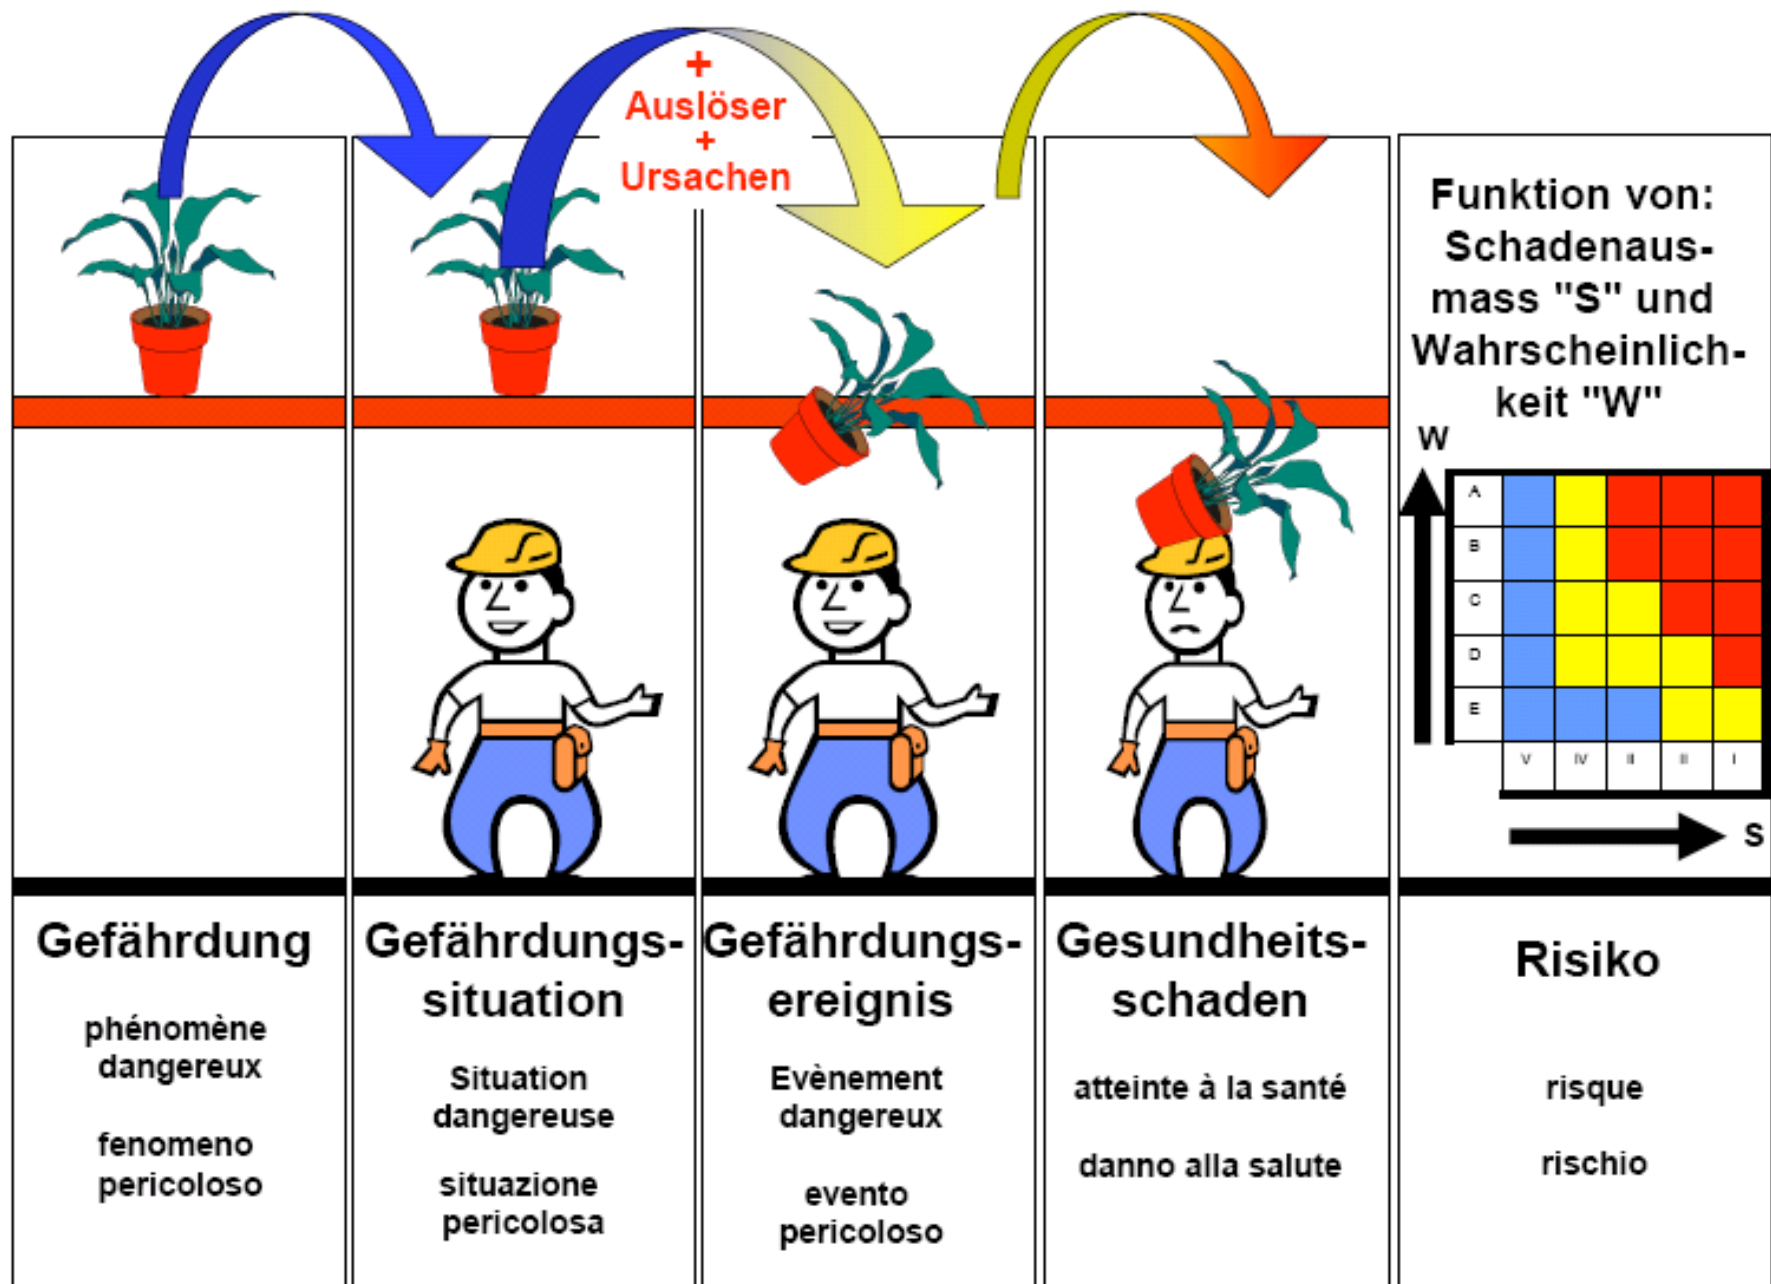 +
Auslöser
+
Ursachen
Funktion von:
Schadenaus-
mass "S" und
Wahrscheinlich-
keit "W"
W
A
B
C
D
E
V
IV
II
II
I
S
Gefährdung
phénomène
dangereux
fenomeno
pericoloso
Gefährdungs-
situation
Situation
dangereuse
situazione
pericolosa
Gefährdungs-
ereignis
Evènement
dangereux
evento
pericoloso
Gesundheits-
schaden
atteinte à la santé
danno alla salute
Risiko
risque
rischio